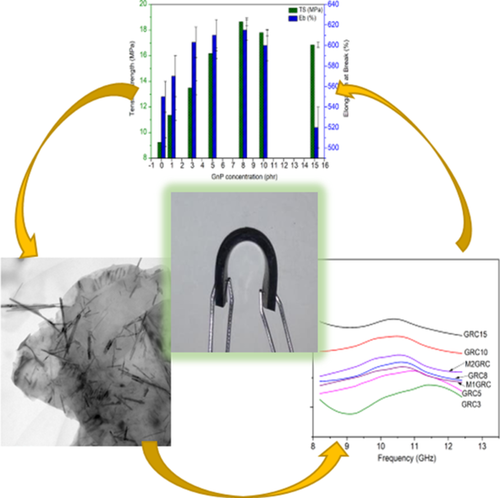 20
18
16
14
12
10
8
TS (MPa)
Eb (%)
640
620
600
580
560
540
520
500
-1 0 1 2 3 4 5 6 7 8 9 10 11 12 13 14 15 16
GnP concentration (phr)
Tene
rength (MPa)
Elong
at Break (%)
GRC15
GRC10
M2GRC
GRC8
M1GRC
GRC5
GRC3
8 9 10 11 12 13
Frequency (GHz)